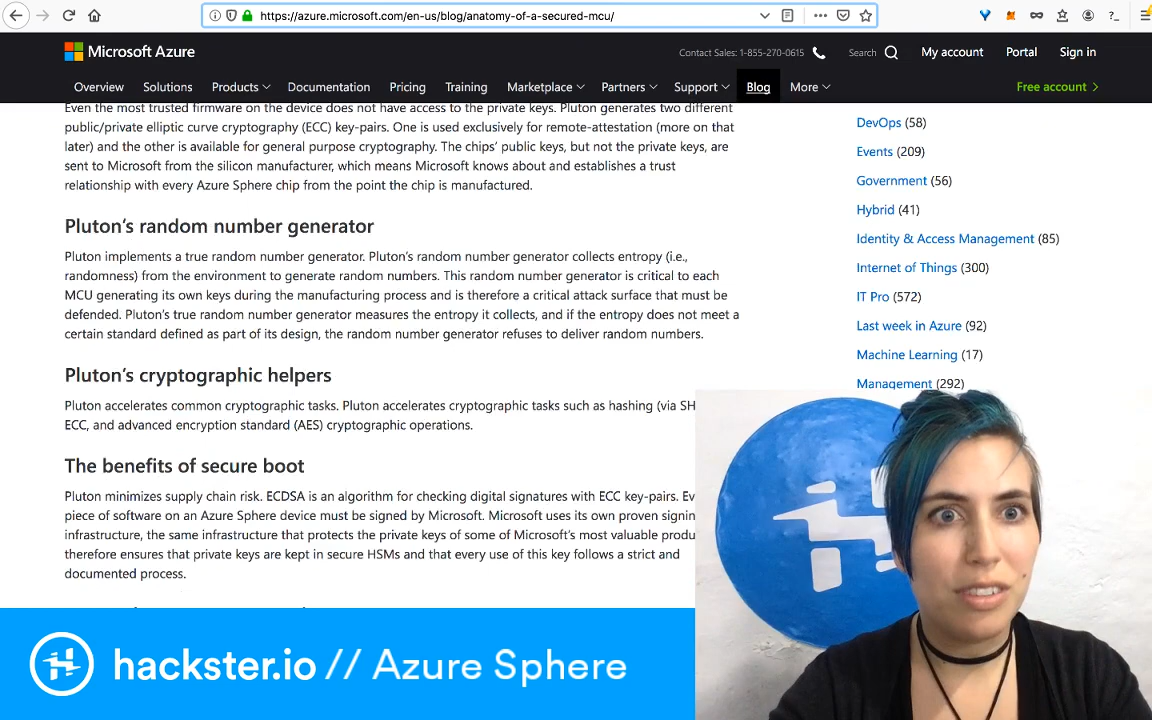 https://azure.microsoft.com/en-us/blog/anatomy-of-a-secured-mcu/
Microsoft Azure
Contact Sales: 1-855-270-0615
Search
My account
Portal
Sign in
Overview
Solutions
Products
Documentation
Pricing
Training
Marketplace
Partners
Support
Blog
More
Free account
Even the most trusted firmware on the device does not have access to the private keys. Pluton generates two different
public/private elliptic curve cryptography (ECC) key-pairs. One is used exclusively for remote-attestation (more on that
later) and the other is available for general purpose cryptography. The chips’ public keys, but not the private keys, are
sent to Microsoft from the silicon manufacturer, which means Microsoft knows about and establishes a trust
relationship with every Azure Sphere chip from the point the chip is manufactured.
Pluton’s random number generator
Pluton implements a true random number generator. Pluton’s random number generator collects entropy (i.e.,
randomness) from the environment to generate random numbers. This random number generator is critical to each
MCU generating its own keys during the manufacturing process and is therefore a critical attack surface that must be
defended. Pluton’s true random number generator measures the entropy it collects, and if the entropy does not meet a
certain standard defined as part of its design, the random number generator refuses to deliver random numbers.
Pluton’s cryptographic helpers
Pluton accelerates common cryptographic tasks. Pluton accelerates cryptographic tasks such as hashing (via SH
ECC, and advanced encryption standard (AES) cryptographic operations.
The benefits of secure boot
Pluton minimizes supply chain risk. ECDSA is an algorithm for checking digital signatures with ECC key-pairs. Ev
piece of software on an Azure Sphere device must be signed by Microsoft. Microsoft uses its own proven signin
infrastructure, the same infrastructure that protects the private keys of some of Microsoft’s most valuable produ
therefore ensures that private keys are kept in secure HSMs and that every use of this key follows a strict and
documented process.
DevOps (58)
Events (209)
Government (56)
Hybrid (41)
Identity & Access Management (85)
Internet of Things (300)
IT Pro (572)
Last week in Azure (92)
Machine Learning (17)
Management (292)
hackster.io // Azure Sphere